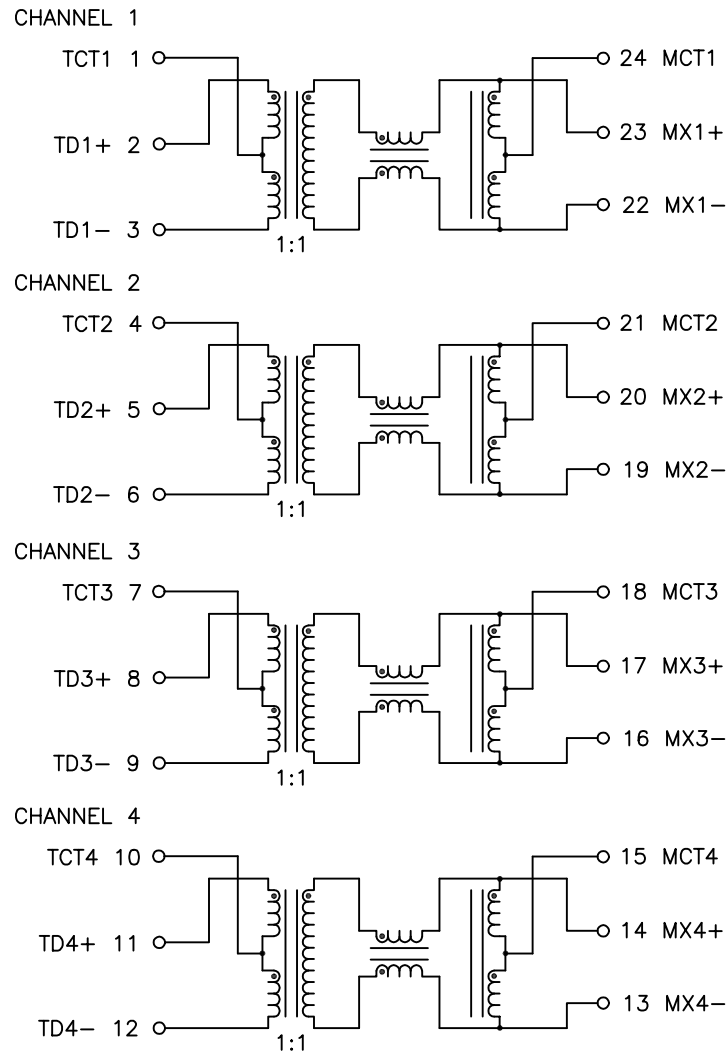 CHANNEL 1
TCT1 1
24 MCT1
TD1+ 2
23 MX1+
22 MX1-
TD1- 3
1:1
CHANNEL 2
TCT2 4
21 MCT2
TD2+ 5
20 MX2+
19 MX2-
TD2- 6
1:1
CHANNEL 3
TCT3 7
18 MCT3
TD3+ 8
17 MX3+
16 MX3-
TD3- 9
1:1
CHANNEL 4
TCT4 10
15 MCT4
TD4+ 11
14 MX4+
13 MX4-
TD4- 12
1:1